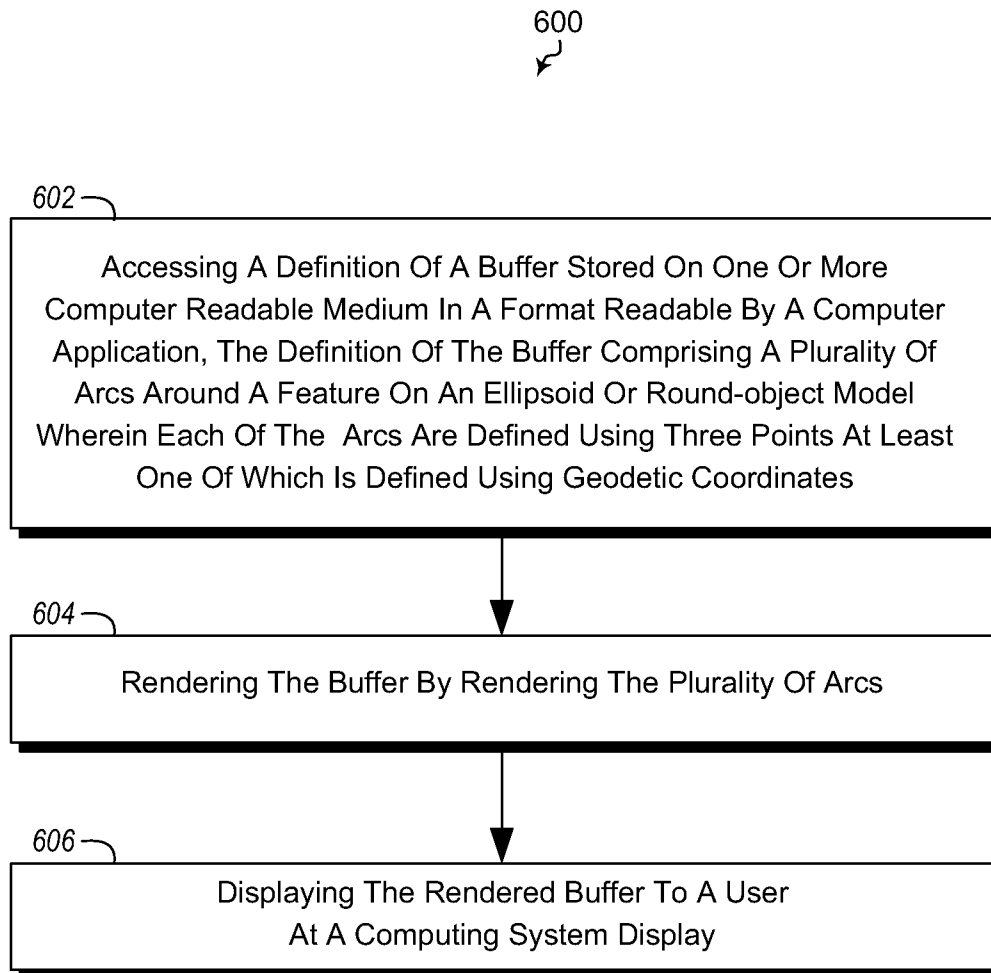 600
602
Accessing A Definition Of A Buffer Stored On One Or More
Computer Readable Medium In A Format Readable By A Computer
Application, The Definition Of The Buffer Comprising A Plurality Of
Arcs Around A Feature On An Ellipsoid Or Round-object Model
Wherein Each Of The Arcs Are Defined Using Three Points At Least
One Of Which Is Defined Using Geodetic Coordinates
604
Rendering The Buffer By Rendering The Plurality Of Arcs
606
Displaying The Rendered Buffer To A User
At A Computing System Display